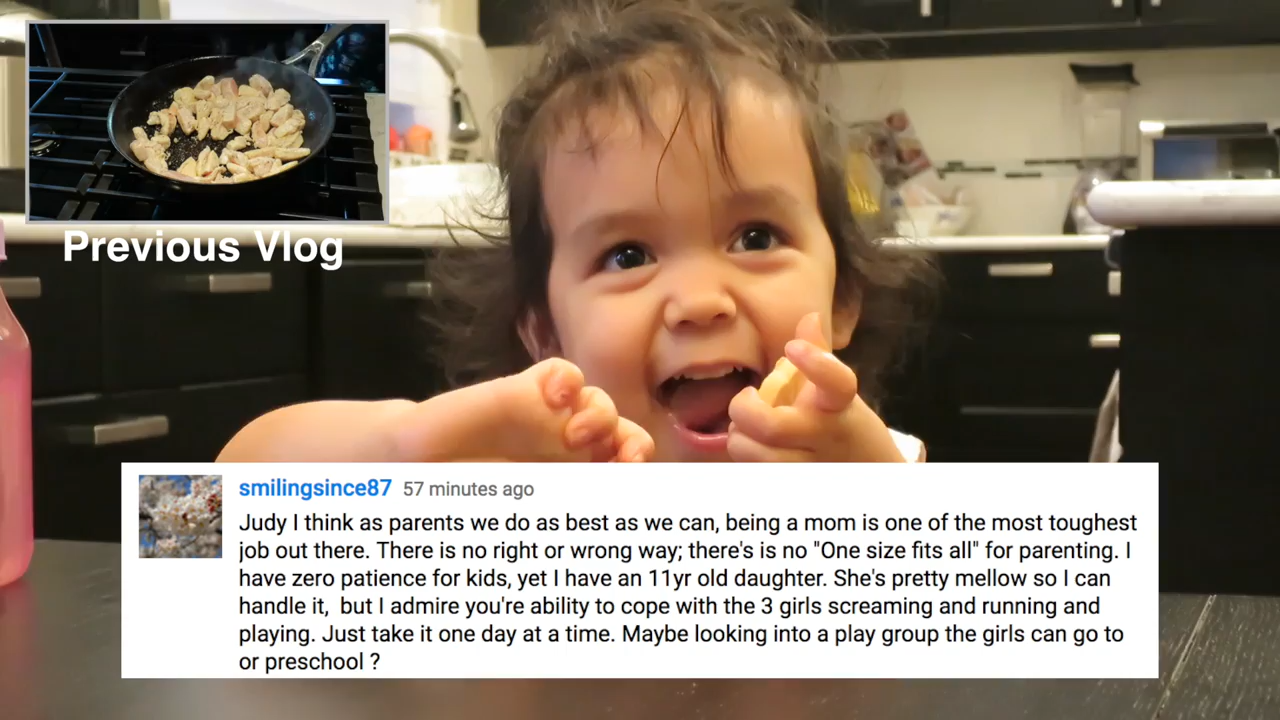 Previous Vlog
smilingsince87 57 minutes ago
Judy I think as parents we do as best as we can, being a mom is one of the most toughest
job out there. There is no right or wrong way; there's is no "One size fits all" for parenting. I
have zero patience for kids, yet I have an 11yr old daughter. She's pretty mellow so I can
handle it,  but I admire you're ability to cope with the 3 girls screaming and running and
playing. Just take it one day at a time. Maybe looking into a play group the girls can go to
or preschool ?